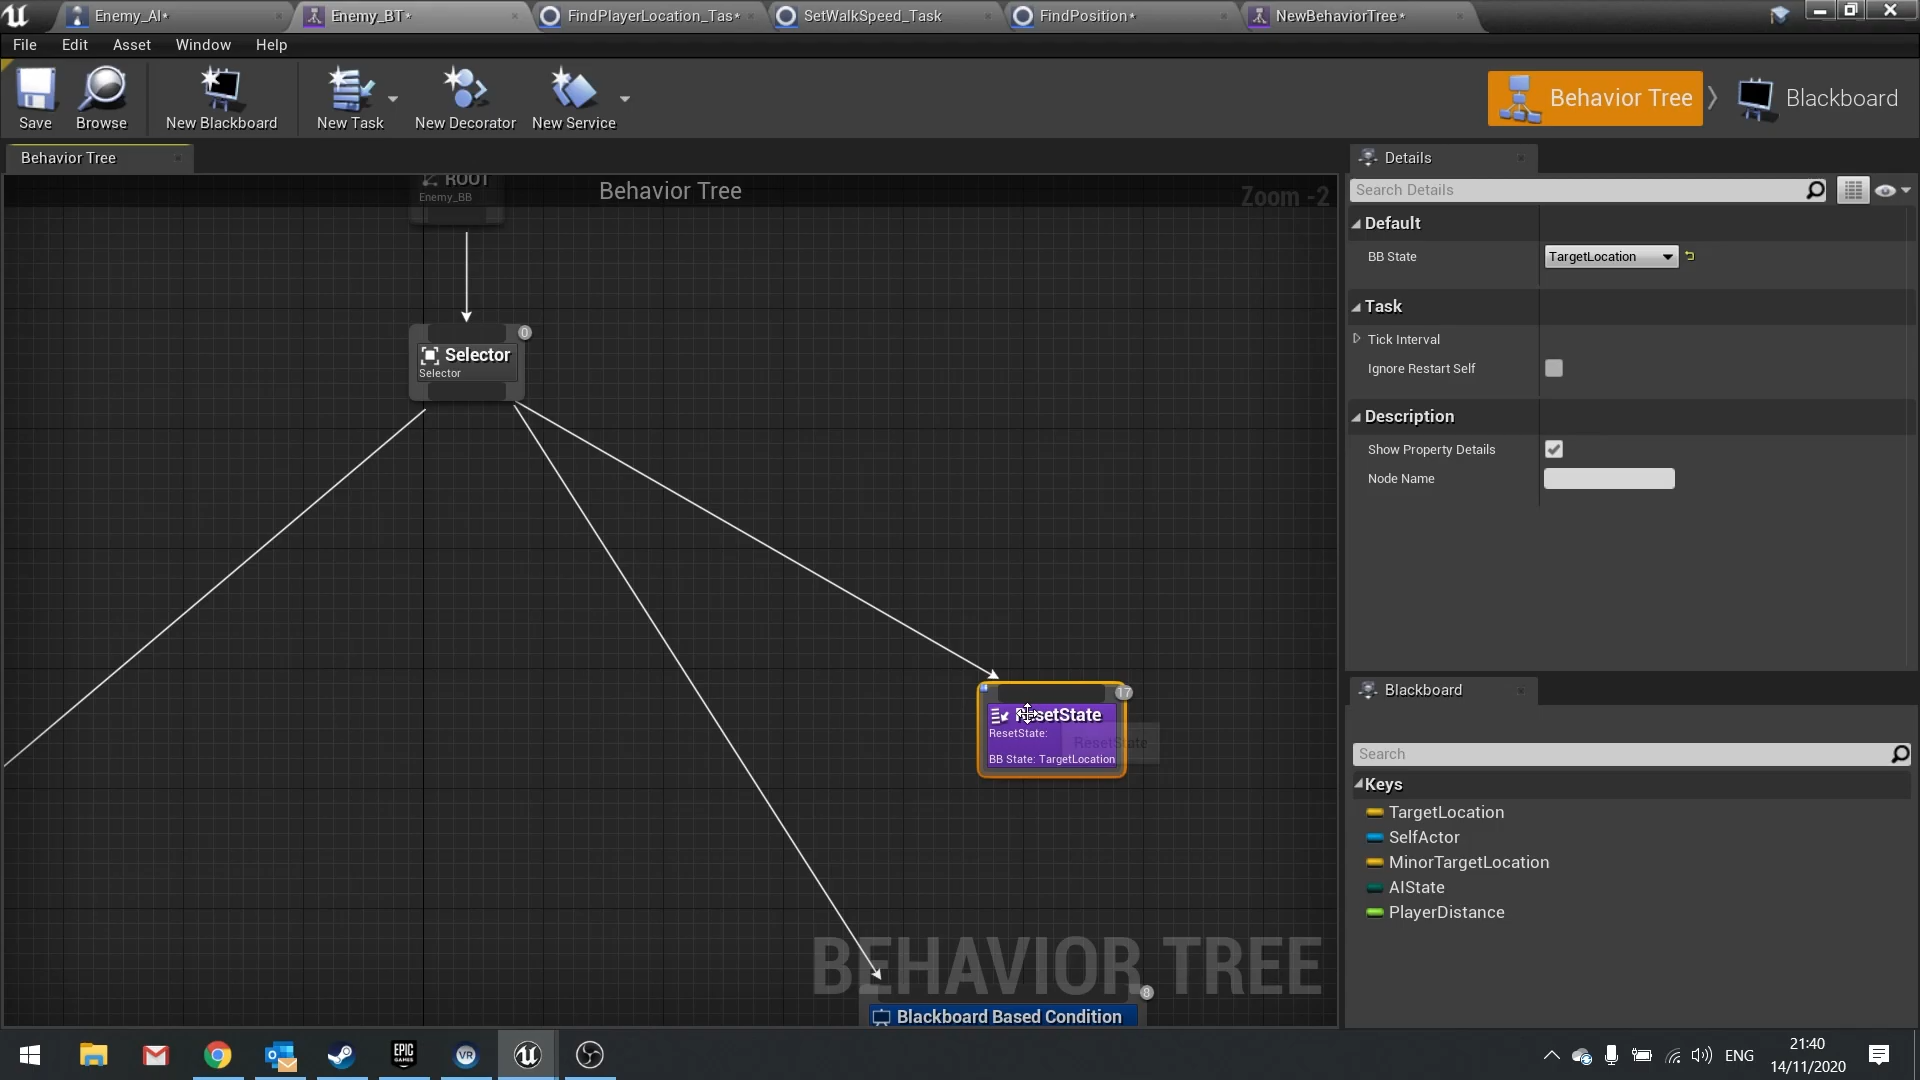 Enemy_AI*
Enemy_BT*
FindPlayerLocation_Tas*
SetWalkSpeed_Task
FindPosition*
NewBehaviorTree*
File Edit Asset Window Help
Save
Browse
New Blackboard
New Task
New Decorator
New Service
Behavior Tree
Blackboard
Behavior Tree
Behavior Tree
Zoom -2
ROOT
Enemy_BB
0
Selector
Selector
17
ResetState
ResetState:
BB State: TargetLocation
ResetState
BEHAVIOR TREE
8
Blackboard Based Condition
Details
Search Details
Default
BB State
TargetLocation
Task
Tick Interval
Ignore Restart Self
Description
Show Property Details
Node Name
Blackboard
Search
Keys
TargetLocation
SelfActor
MinorTargetLocation
AIState
PlayerDistance
EPIC
GAMES
VR
ENG
21:40
14/11/2020